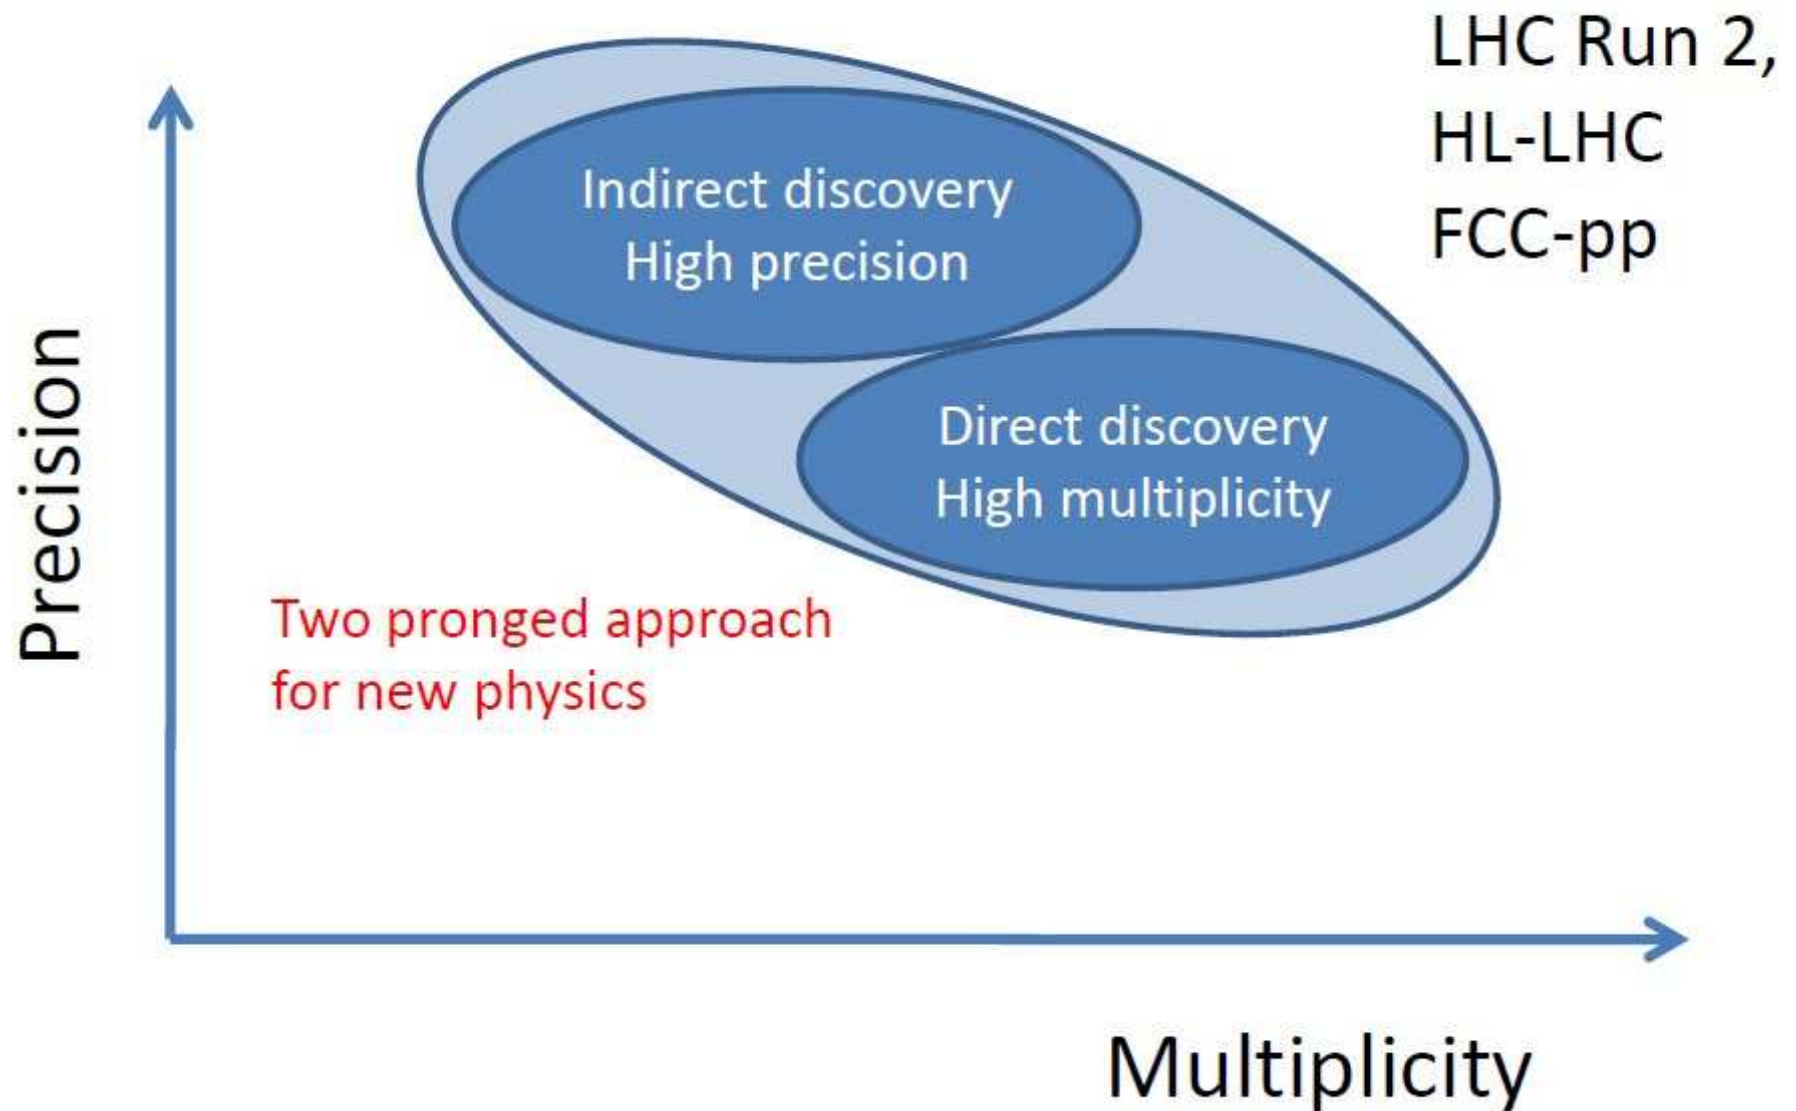 LHC Run 2,
HL-LHC
FCC-pp
Indirect discovery
High precision
Direct discovery
High multiplicity
Precision
Two pronged approach
for new physics
Multiplicity